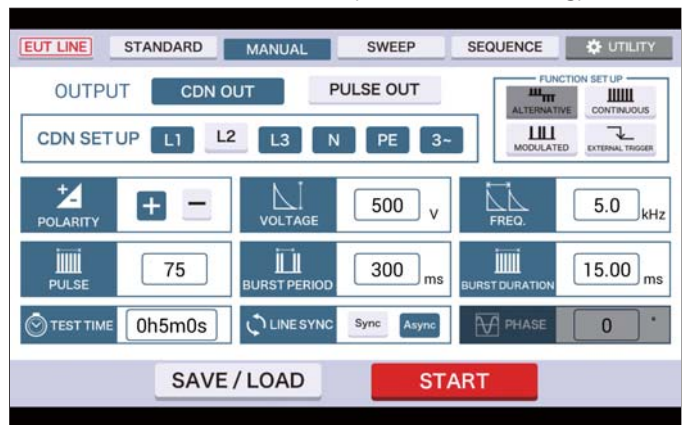 EUT LINE STANDARD MANUAL SWEEP SEQUENCE UTILITY
OUTPUT CDN OUT PULSE OUT
FUNCTION SET UP
ALTERNATIVE CONTINUOUS
MODULATED EXTERNAL TRIGGER
CDN SET UP L1 L2 L3 N PE 3~
POLARITY + −
VOLTAGE 500 V
FREQ. 5.0 kHz
PULSE 75
BURST PERIOD 300 ms
BURST DURATION 15.00 ms
TEST TIME 0h5m0s
LINE SYNC Sync Async
PHASE 0 °
SAVE / LOAD START